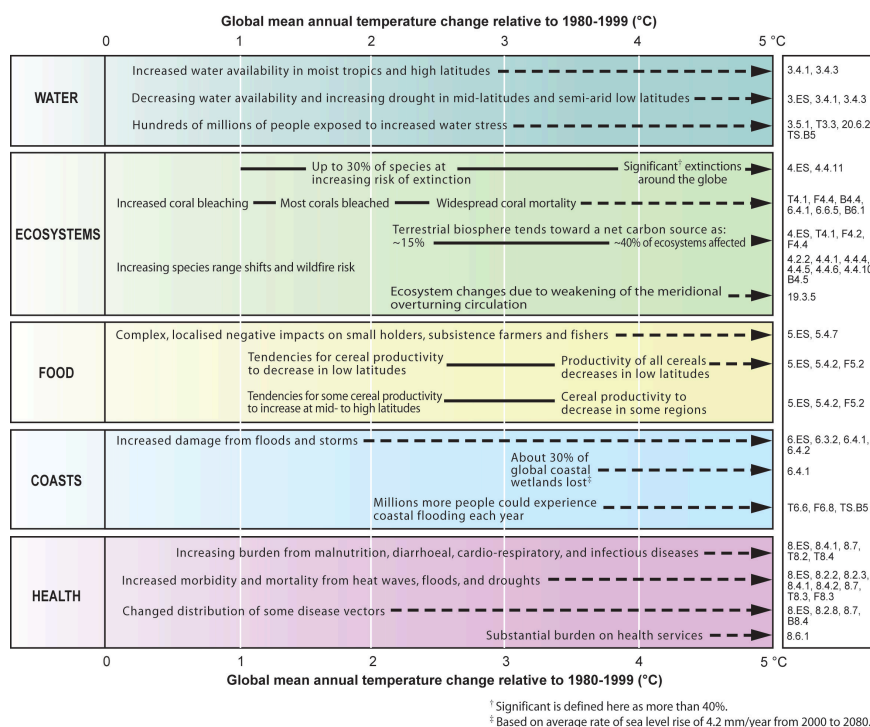 Global mean annual temperature change relative to 1980-1999 (°C)
0 1 2 3 4 5 °C
WATER
Increased water availability in moist tropics and high latitudes
3.4.1, 3.4.3
Decreasing water availability and increasing drought in mid-latitudes and semi-arid low latitudes
3.ES, 3.4.1, 3.4.3
Hundreds of millions of people exposed to increased water stress
3.5.1, T3.3, 20.6.2,
TS.B5
ECOSYSTEMS
Up to 30% of species at
increasing risk of extinction
Significant† extinctions
around the globe
4.ES, 4.4.11
Increased coral bleaching Most corals bleached Widespread coral mortality
T4.1, F4.4, B4.4,
6.4.1, 6.6.5, B6.1
Terrestrial biosphere tends toward a net carbon source as:
~15% ~40% of ecosystems affected
4.ES, T4.1, F4.2,
F4.4
Increasing species range shifts and wildfire risk
4.2.2, 4.4.1, 4.4.4,
4.4.5, 4.4.6, 4.4.10,
B4.5
Ecosystem changes due to weakening of the meridional
overturning circulation
19.3.5
FOOD
Complex, localised negative impacts on small holders, subsistence farmers and fishers
5.ES, 5.4.7
Tendencies for cereal productivity
to decrease in low latitudes
Productivity of all cereals
decreases in low latitudes
5.ES, 5.4.2, F5.2
Tendencies for some cereal productivity
to increase at mid- to high latitudes
Cereal productivity to
decrease in some regions
5.ES, 5.4.2, F5.2
COASTS
Increased damage from floods and storms
6.ES, 6.3.2, 6.4.1,
6.4.2
About 30% of
global coastal
wetlands lost‡
6.4.1
Millions more people could experience
coastal flooding each year
T6.6, F6.8, TS.B5
HEALTH
Increasing burden from malnutrition, diarrhoeal, cardio-respiratory, and infectious diseases
8.ES, 8.4.1, 8.7,
T8.2, T8.4
Increased morbidity and mortality from heat waves, floods, and droughts
8.ES, 8.2.2, 8.2.3,
8.4.1, 8.4.2, 8.7,
T8.3, F8.3
Changed distribution of some disease vectors
8.ES, 8.2.8, 8.7,
B8.4
Substantial burden on health services
8.6.1
0 1 2 3 4 5 °C
Global mean annual temperature change relative to 1980-1999 (°C)
† Significant is defined here as more than 40%.
‡ Based on average rate of sea level rise of 4.2 mm/year from 2000 to 2080.